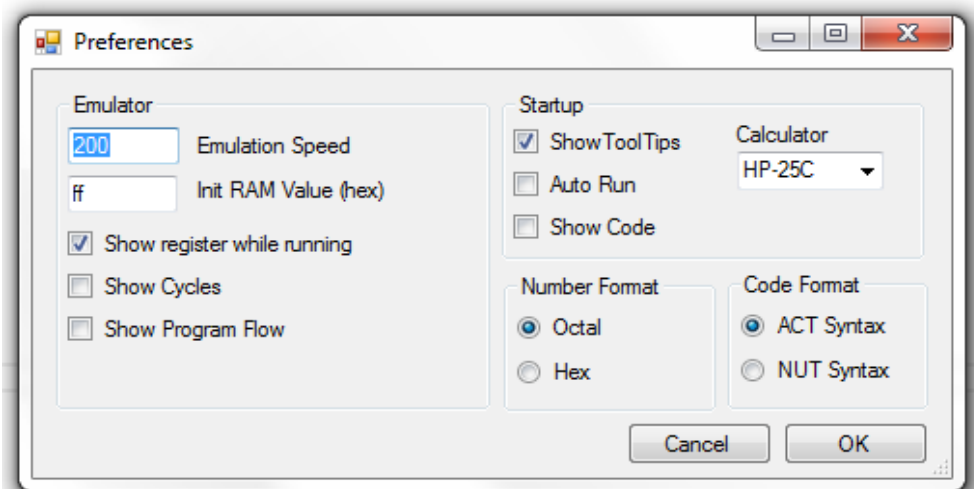 Preferences
Emulator
200 Emulation Speed
ff Init RAM Value (hex)
Show register while running
Show Cycles
Show Program Flow
Startup
ShowToolTips
Auto Run
Show Code
Calculator
HP-25C
Number Format
Octal
Hex
Code Format
ACT Syntax
NUT Syntax
Cancel OK